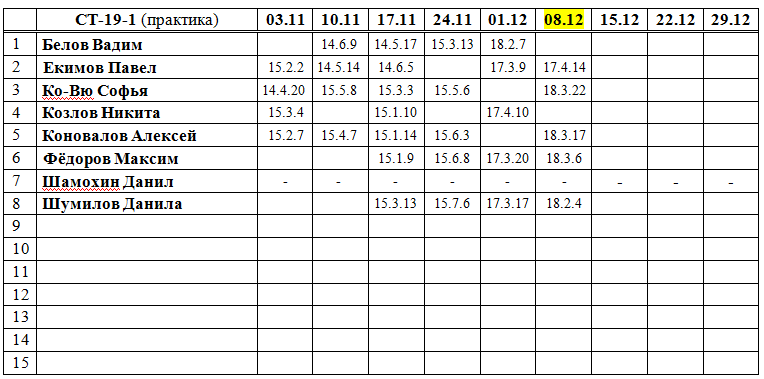 СТ-19-1 (практика) 03.11 10.11 17.11 24.11 01.12 08.12 15.12 22.12 29.12
1 Белов Вадим 14.6.9 14.5.17 15.3.13 18.2.7
2 Екимов Павел 15.2.2 14.5.14 14.6.5 17.3.9 17.4.14
3 Ко-Вю Софья 14.4.20 15.5.8 15.3.3 15.5.6 18.3.22
4 Козлов Никита 15.3.4 15.1.10 17.4.10
5 Коновалов Алексей 15.2.7 15.4.7 15.1.14 15.6.3 18.3.17
6 Фёдоров Максим 15.1.9 15.6.8 17.3.20 18.3.6
7 Шамохин Данил - - - - - - - - -
8 Шумилов Данила 15.3.13 15.7.6 17.3.17 18.2.4
9
10
11
12
13
14
15